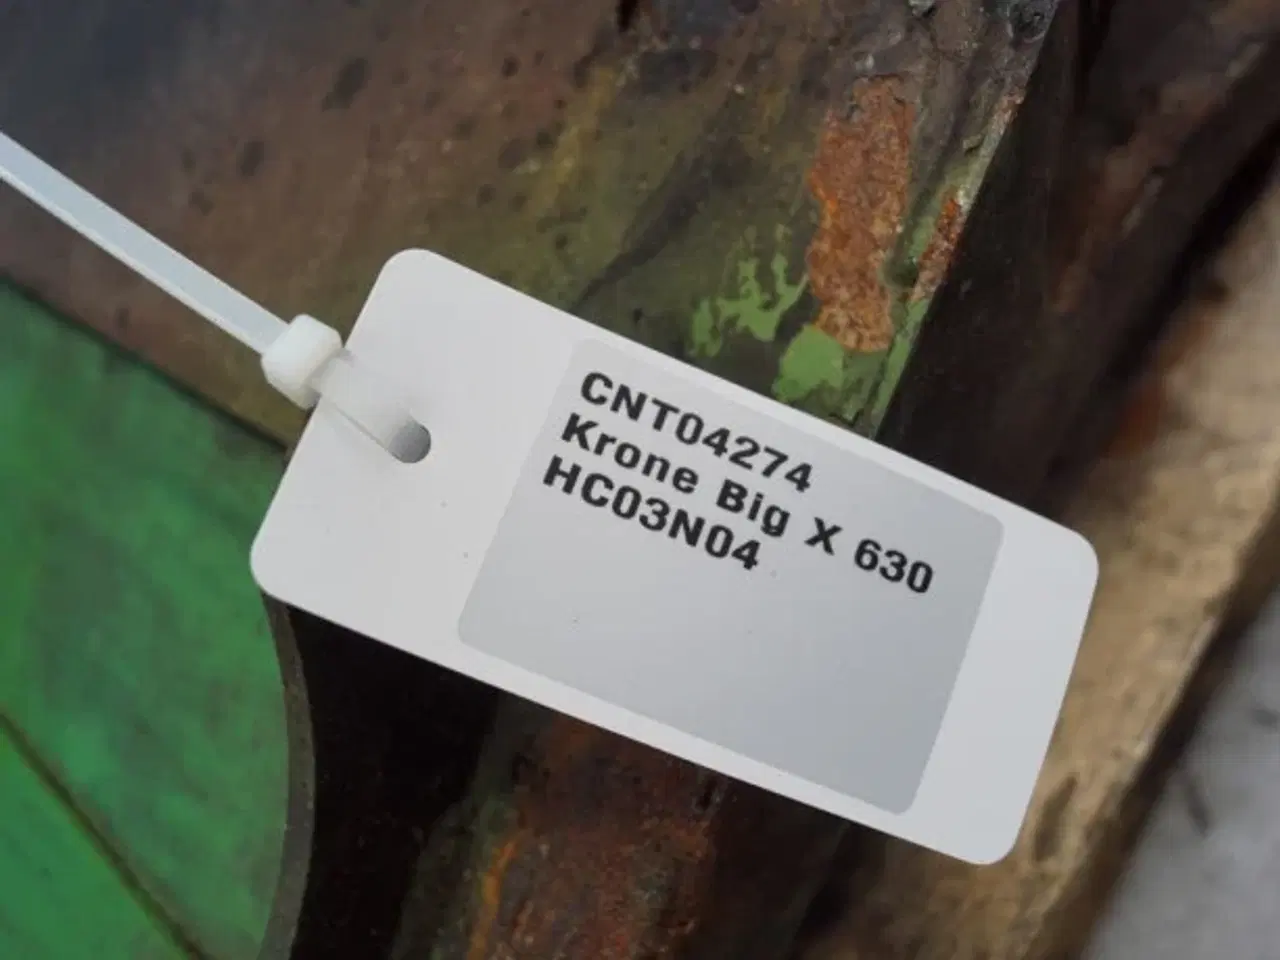 CNT04274
Krone Big X 630
HC03N04